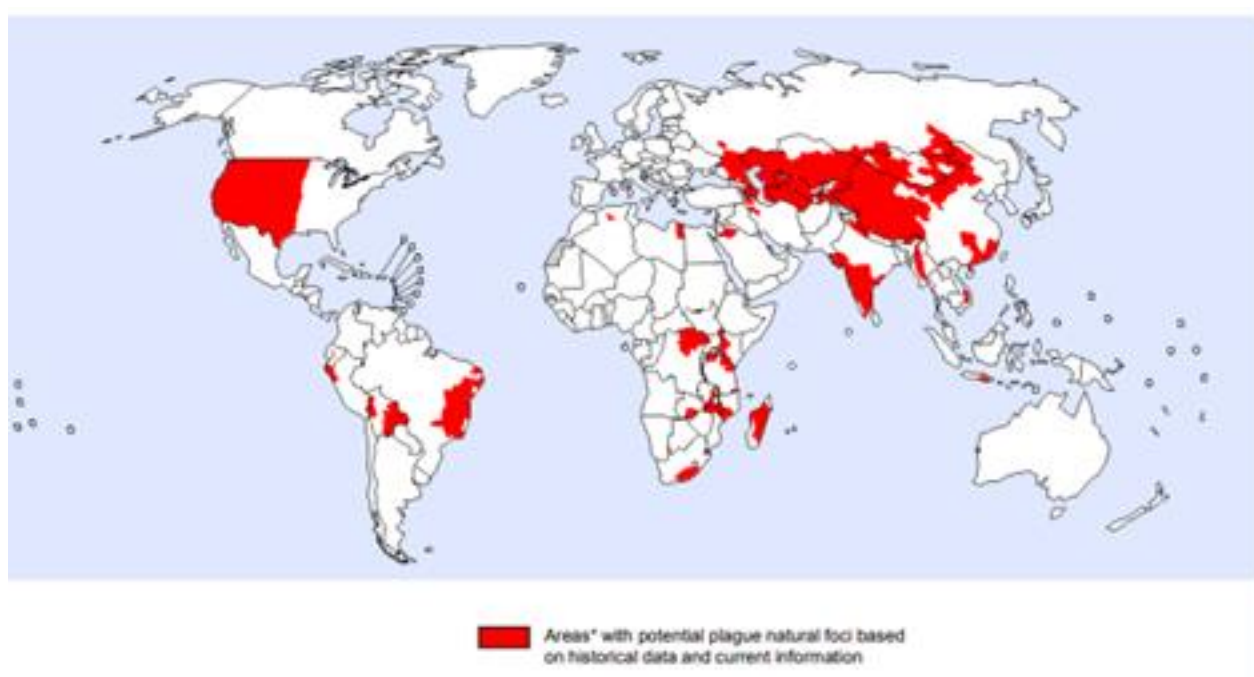 Areas* with potential plague natural foci based
on historical data and current information